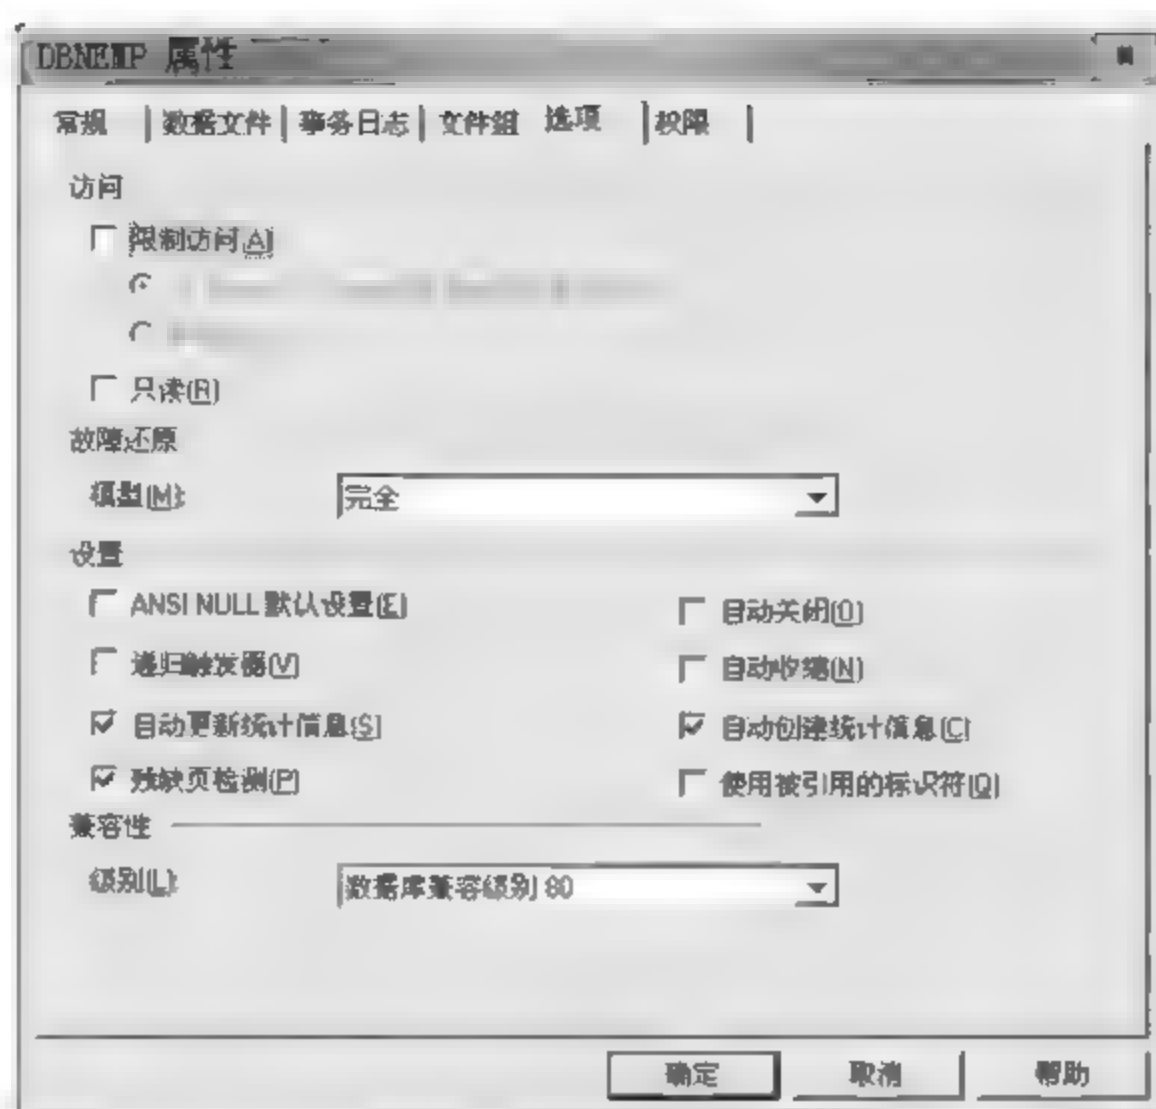 DBNEMP 属性
常规 数据文件 事务日志 文件组 选项 权限
访问
限制访问(A)
只读(R)
故障还原
模型(M):
完全
设置
ANSI NULL 默认设置(E)
自动关闭(O)
递归触发器(V)
自动收缩(N)
自动更新统计信息(S)
自动创建统计信息(C)
残缺页检测(P)
使用被引用的标识符(Q)
兼容性
级别(L):
数据库兼容级别 80
确定 取消 帮助